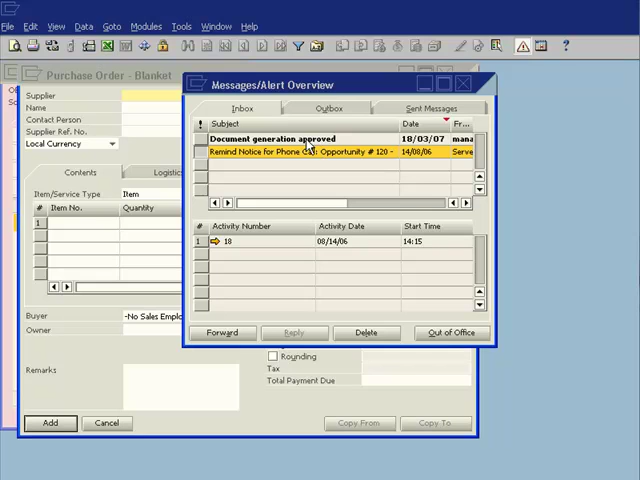 File Edit View Data Goto Modules Tools Window Help
Purchase Order - Blanket
Supplier
Name
Contact Person
Supplier Ref. No.
Local Currency
Contents Logistics
Item/Service Type Item
# Item No. Quantity
1
Buyer -No Sales Emplo
Owner
Remarks
Rounding
Tax
Total Payment Due
Add Cancel Copy From Copy To
Messages/Alert Overview
Inbox Outbox Sent Messages
! Subject Date Fr...
Document generation approved 18/03/07 mana
Remind Notice for Phone C : Opportunity # 120 - 14/08/06 Serve
# Activity Number Activity Date Start Time
1 18 08/14/06 14:15
Forward Reply Delete Out of Office